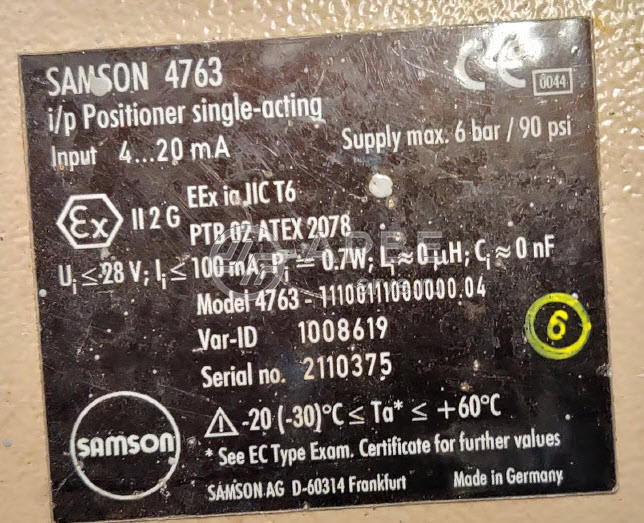 SAMSON 4763
CE 0044
i/p Positioner single-acting
Input 4...20 mA
Supply max. 6 bar / 90 psi
Ex II 2 G
EEx ia IIC T6
PTB 02 ATEX 2078
Ui ≤ 28 V; Ii ≤ 100 mA; Pi = 0.7W; Li ≈ 0 µH; Ci ≈ 0 nF
Model 4763 - 11100111000000.04
Var-ID 1008619
Serial no. 2110375
6
⚠ -20 (-30)°C ≤ Ta* ≤ +60°C
* See EC Type Exam. Certificate for further values
samson
SAMSON AG D-60314 Frankfurt
Made in Germany